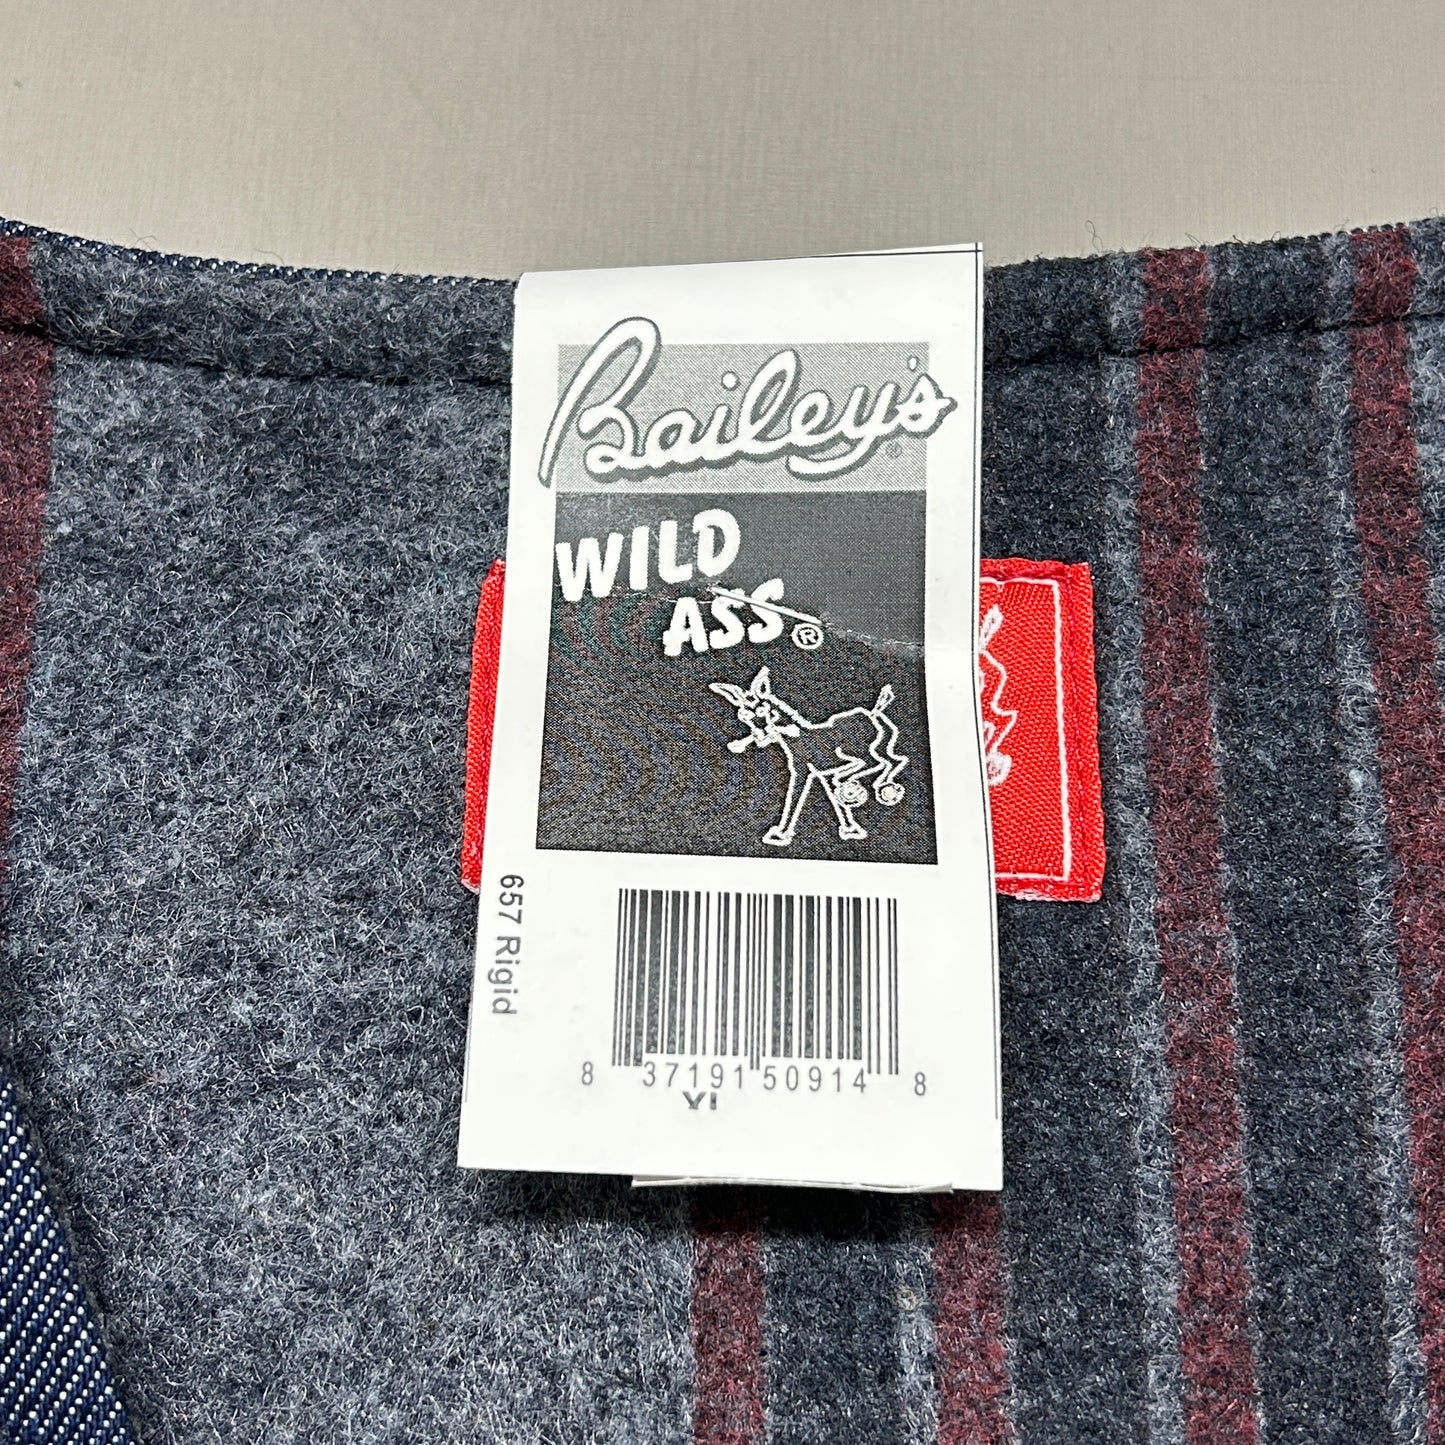 Bailey's®
WILD
ASS®
657 Rigid
8 37191 50914 8
XL